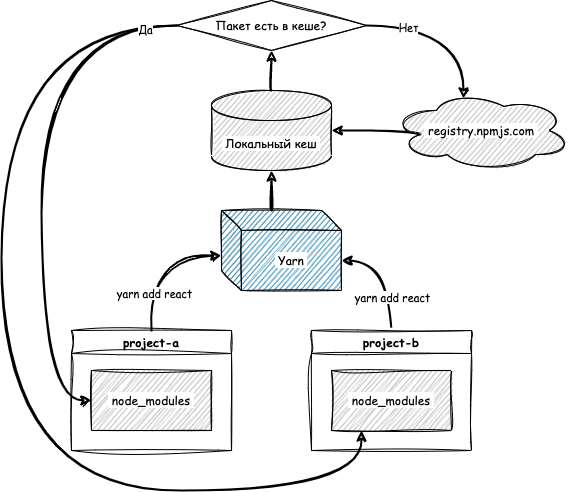 Пакет есть в кеше?
Да
Нет
Локальный кеш
registry.npmjs.com
Yarn
yarn add react
yarn add react
project-a
project-b
node_modules
node_modules